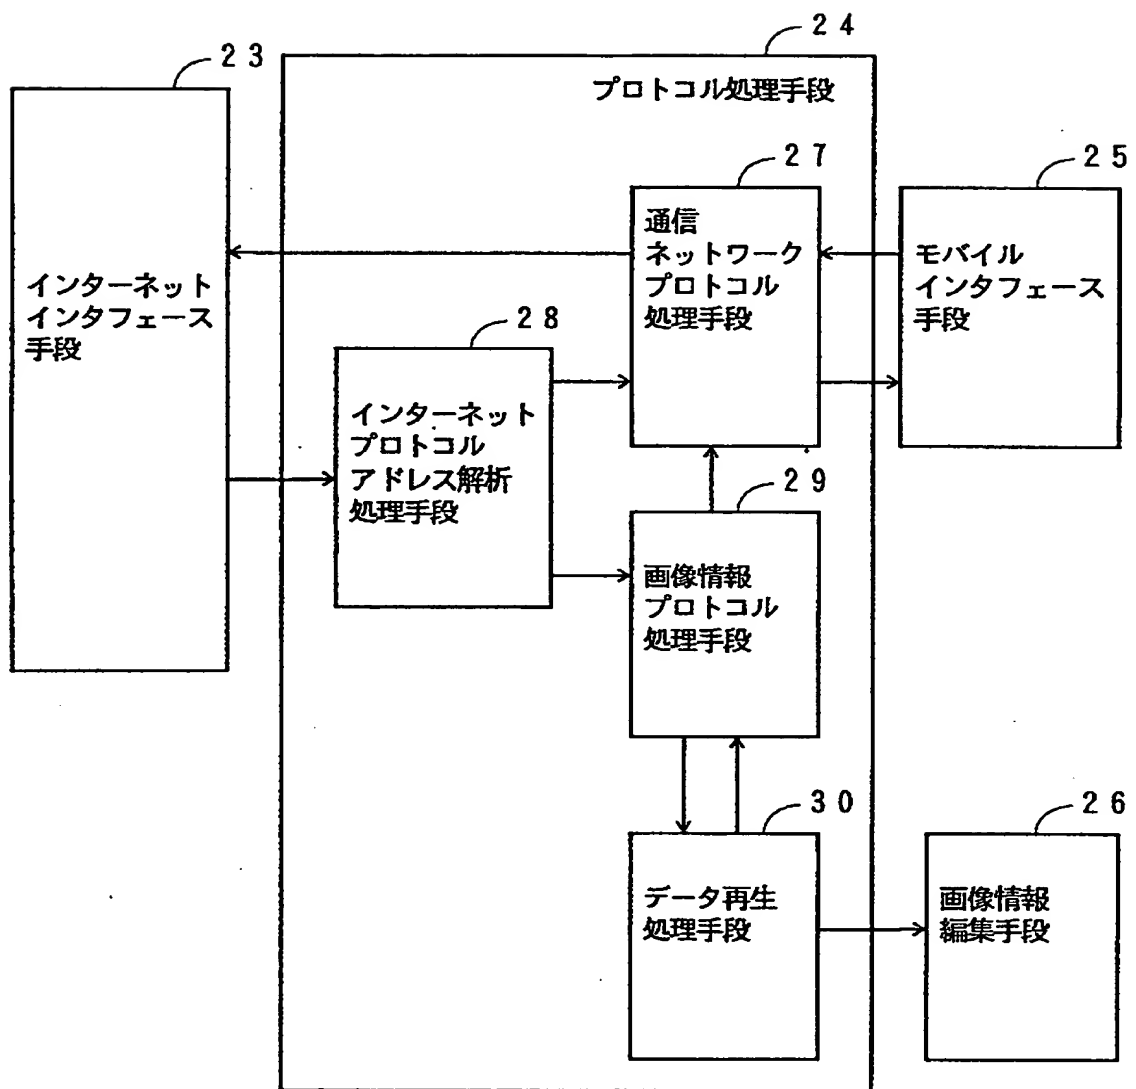 24
23
プロトコル処理手段
27
25
通信
ネットワーク
プロトコル
処理手段
モバイル
インタフェース
手段
インターネット
インタフェース
手段
28
インターネット
プロトコル
アドレス解析
処理手段
29
画像情報
プロトコル
処理手段
30
データ再生
処理手段
26
画像情報
編集手段